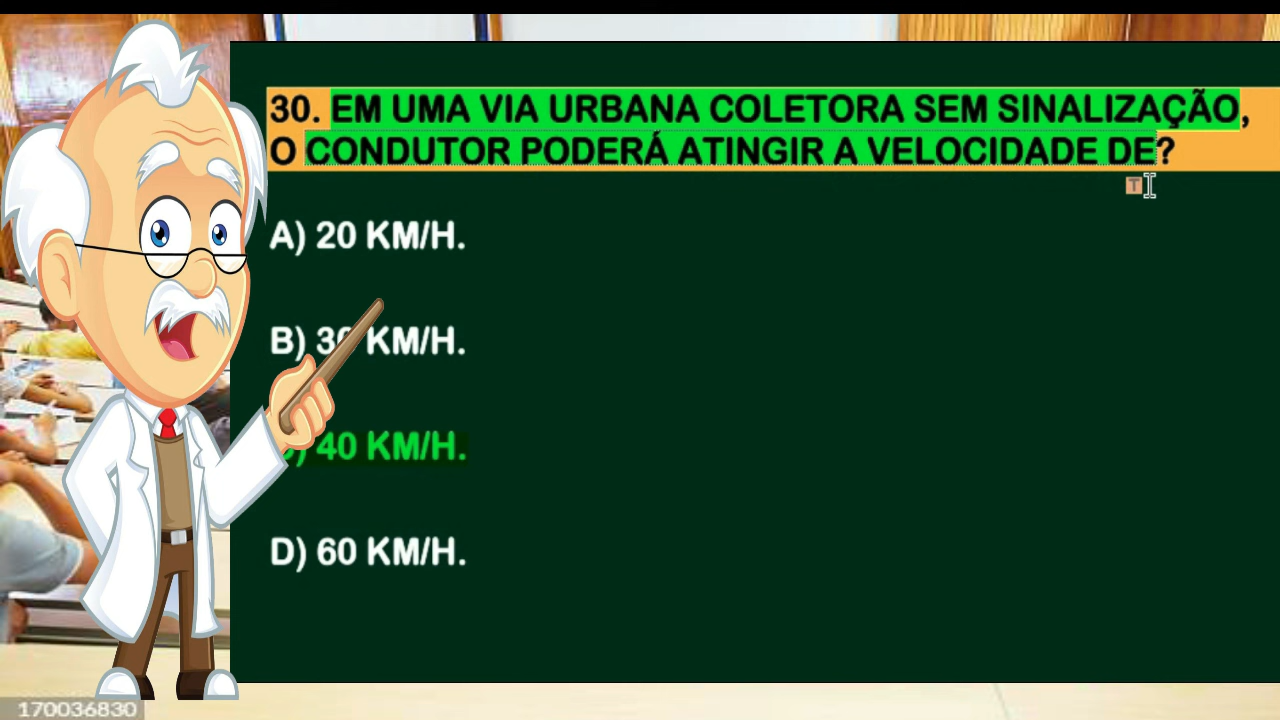 30. EM UMA VIA URBANA COLETORA SEM SINALIZAÇÃO,
O CONDUTOR PODERÁ ATINGIR A VELOCIDADE DE?
T
A) 20 KM/H.
B) 30 KM/H.
40 KM/H.
D) 60 KM/H.
170036830